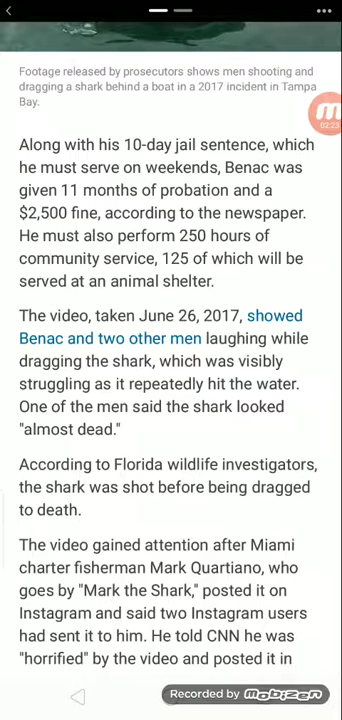 Footage released by prosecutors shows men shooting and
dragging a shark behind a boat in a 2017 incident in Tampa
Bay.
02:23
Along with his 10-day jail sentence, which
he must serve on weekends, Benac was
given 11 months of probation and a
$2,500 fine, according to the newspaper.
He must also perform 250 hours of
community service, 125 of which will be
served at an animal shelter.
The video, taken June 26, 2017, showed
Benac and two other men laughing while
dragging the shark, which was visibly
struggling as it repeatedly hit the water.
One of the men said the shark looked
"almost dead."
According to Florida wildlife investigators,
the shark was shot before being dragged
to death.
The video gained attention after Miami
charter fisherman Mark Quartiano, who
goes by "Mark the Shark," posted it on
Instagram and said two Instagram users
had sent it to him. He told CNN he was
"horrified" by the video and posted it in
Recorded by mobizen